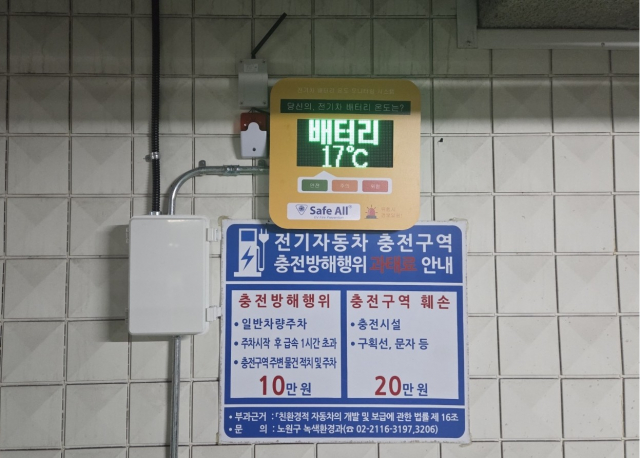 당신의, 전기차 배터리 온도는?
배터리
17℃
안전 주의 위험
Safe All
전기자동차 충전구역
충전방해행위 과태료 안내
충전방해행위
• 일반차량주차
• 주차시작 후 급속 1시간 초과
• 충전구역주변 물건 적치 및 주차
10만원
충전구역 훼손
• 충전시설
• 구획선, 문자 등
20만원
• 부과근거 : 「친환경적 자동차의 개발 및 보급에 관한 법률 제16조
• 문 의 : 노원구 녹색환경과(☎ 02-2116-3197,3206)